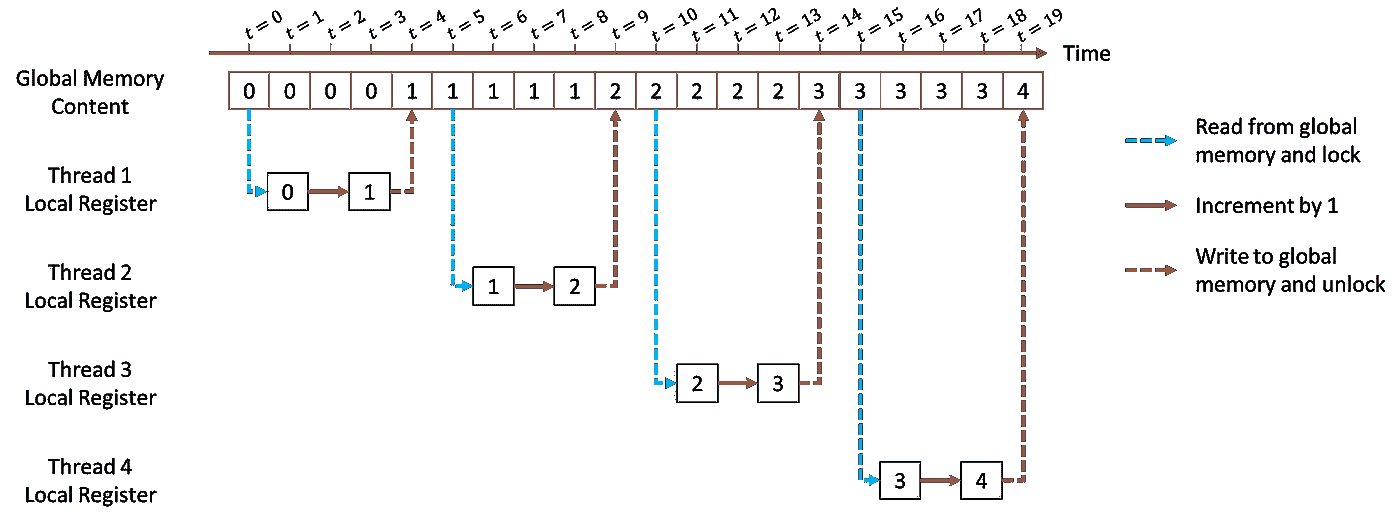 t = 0 t = 1 t = 2 t = 3 t = 4 t = 5 t = 6 t = 7 t = 8 t = 9 t = 10 t = 11 t = 12 t = 13 t = 14 t = 15 t = 16 t = 17 t = 18 t = 19
Time
Global Memory
Content
0 0 0 0 1 1 1 1 1 2 2 2 2 2 3 3 3 3 3 4
Read from global
memory and lock
Thread 1
Local Register
0 1
Increment by 1
Write to global
memory and unlock
Thread 2
Local Register
1 2
Thread 3
Local Register
2 3
Thread 4
Local Register
3 4